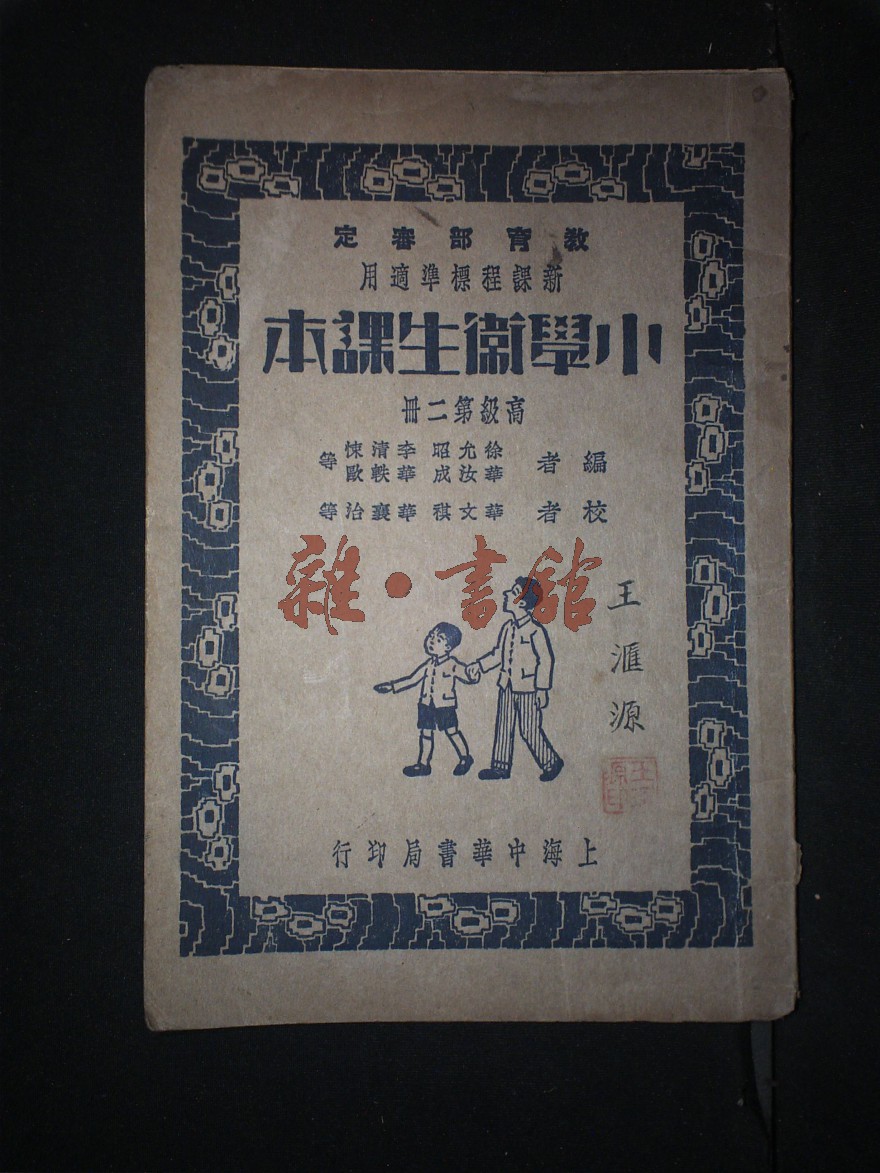 教育部審定
新課程標準適用
小學衛生課本
高級第二冊
編者 徐允昭 李清悚 等
華汝成 華軼歐
校者 華文祺 華襄治 等
雜·書館
王滙源
上海中華書局印行